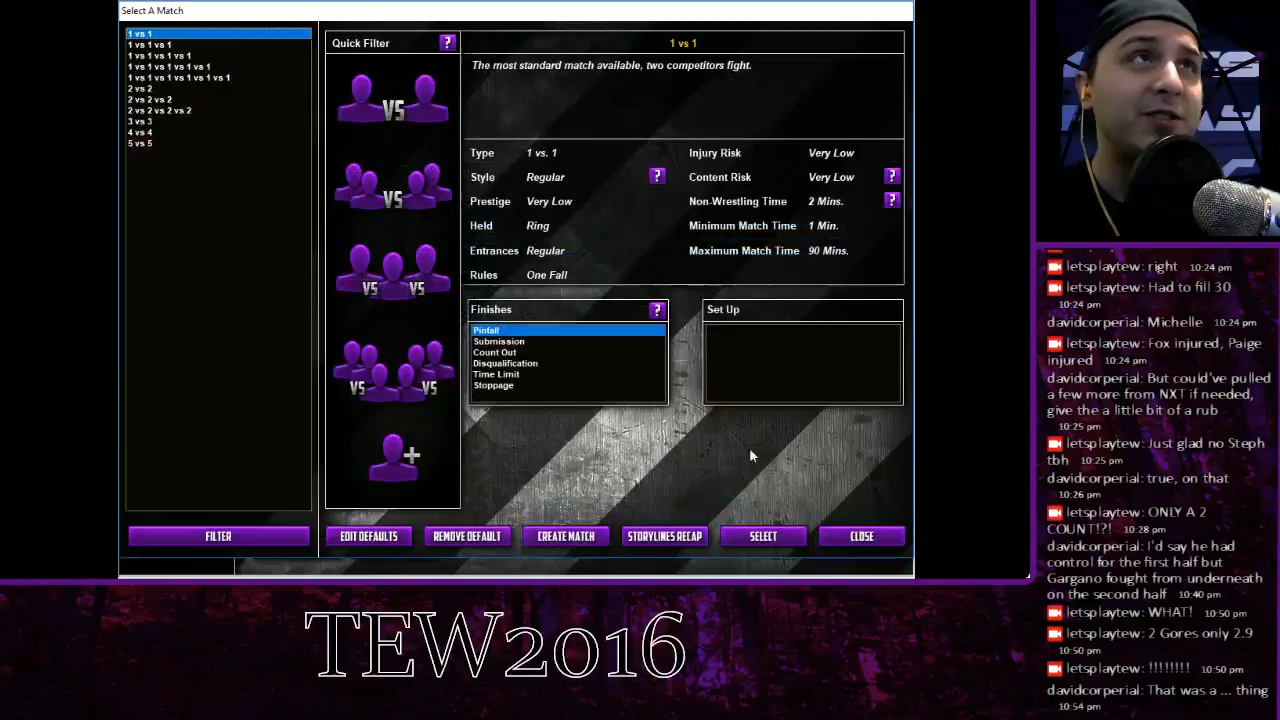 Select A Match
1 vs 1
1 vs 1 vs 1
1 vs 1 vs 1 vs 1
1 vs 1 vs 1 vs 1 vs 1
1 vs 1 vs 1 vs 1 vs 1 vs 1
2 vs 2
2 vs 2 vs 2
2 vs 2 vs 2 vs 2
3 vs 3
4 vs 4
5 vs 5
FILTER
Quick Filter ?
VS
VS
VS VS
VS VS
+
1 vs 1
The most standard match available, two competitors fight.
Type 1 vs. 1
Style Regular ?
Prestige Very Low
Held Ring
Entrances Regular
Rules One Fall
Injury Risk Very Low
Content Risk Very Low ?
Non-Wrestling Time 2 Mins. ?
Minimum Match Time 1 Min.
Maximum Match Time 90 Mins.
Finishes ?
Pinfall
Submission
Count Out
Disqualification
Time Limit
Stoppage
Set Up
EDIT DEFAULTS REMOVE DEFAULT CREATE MATCH STORYLINES RECAP SELECT CLOSE
TEW2016
letsplaytew: right 10:24 pm
letsplaytew: Had to fill 30
10:24 pm
davidcorperial: Michelle 10:24 pm
letsplaytew: Fox injured, Paige
injured 10:24 pm
davidcorperial: But could've pulled
a few more from NXT if needed,
give the a little bit of a rub
10:25 pm
letsplaytew: Just glad no Steph
tbh 10:25 pm
davidcorperial: true, on that
10:26 pm
letsplaytew: ONLY A 2
COUNT!?! 10:28 pm
davidcorperial: I'd say he had
control for the first half but
Gargano fought from underneath
on the second half 10:40 pm
letsplaytew: WHAT! 10:50 pm
letsplaytew: 2 Gores only 2.9
10:50 pm
letsplaytew: !!!!!!!! 10:50 pm
davidcorperial: That was a ... thing
10:54 pm